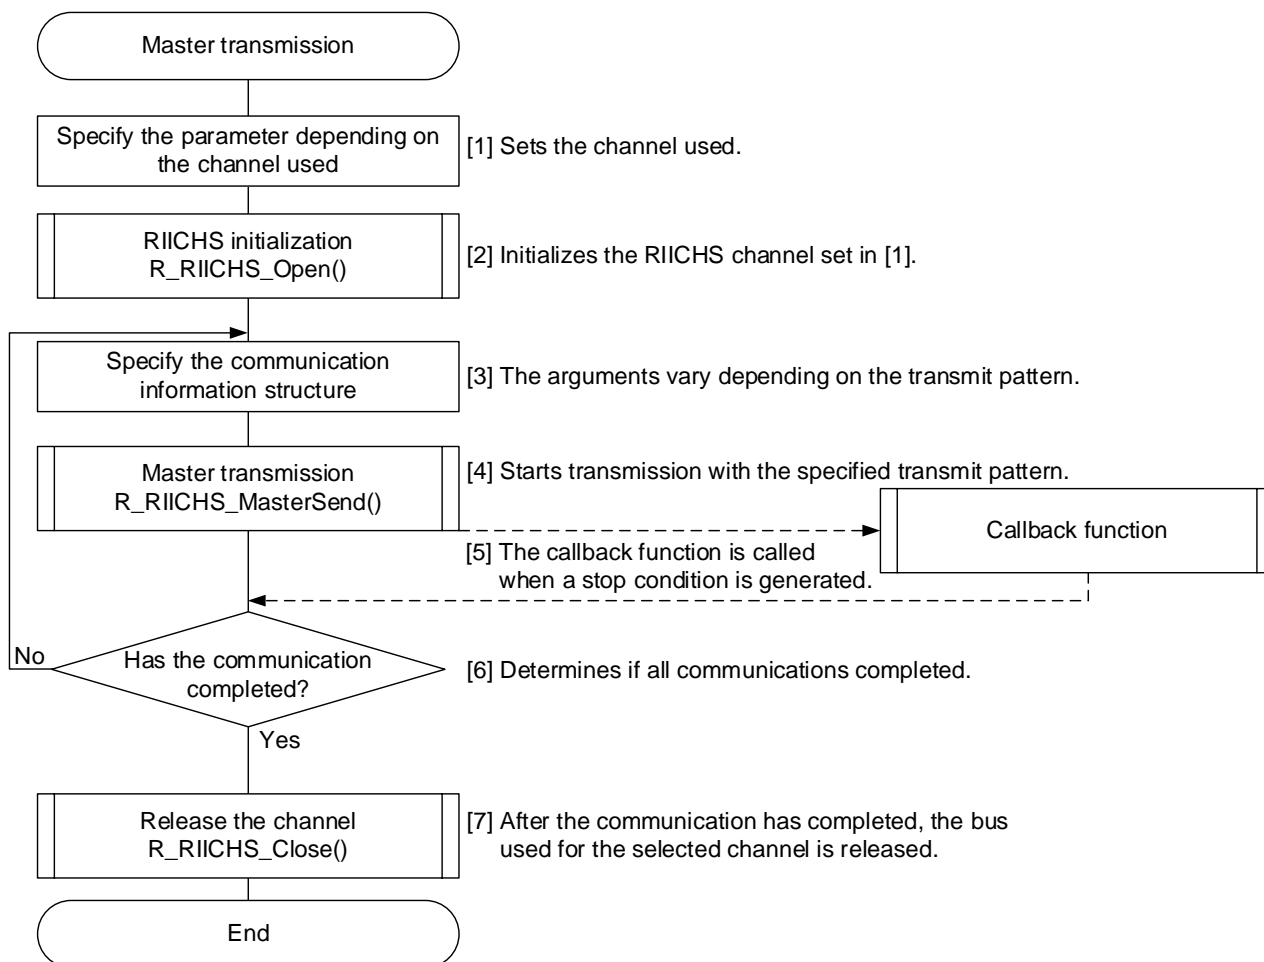 Master transmission
Specify the parameter depending on
the channel used
[1] Sets the channel used.
RIICHS initialization
R_RIICHS_Open()
[2] Initializes the RIICHS channel set in [1].
Specify the communication
information structure
[3] The arguments vary depending on the transmit pattern.
Master transmission
R_RIICHS_MasterSend()
[4] Starts transmission with the specified transmit pattern.
Callback function
[5] The callback function is called
when a stop condition is generated.
No
Has the communication
completed?
[6] Determines if all communications completed.
Yes
Release the channel
R_RIICHS_Close()
[7] After the communication has completed, the bus
used for the selected channel is released.
End